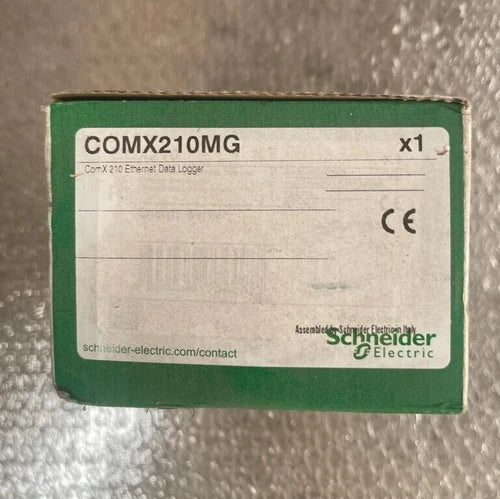 COMX210MG x1
ComX 210 Ethernet Data Logger
CE
Assembled by Schneider Electric in Italy
Schneider
Electric
schneider-electric.com/contact